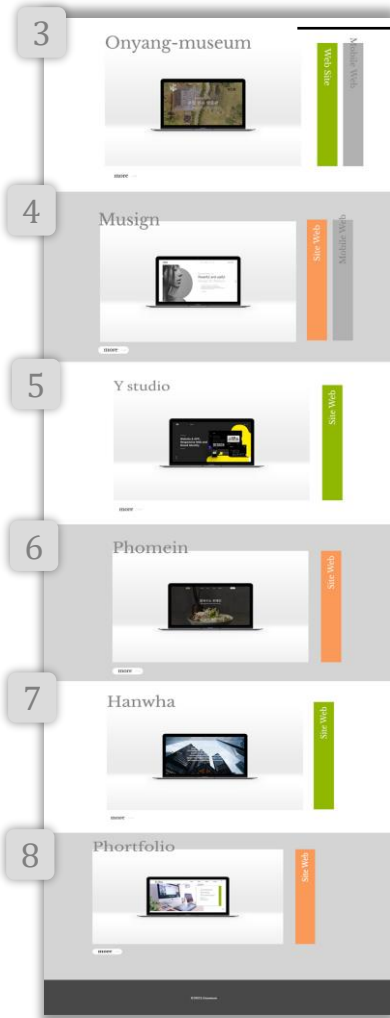 3
Onyang-museum
Web Site
Mobile Web
more
4
Musign
Site Web
Mobile Web
more
5
Y studio
Site Web
more
6
Phomein
Site Web
more
7
Hanwha
Site Web
more
8
Phortfolio
Site Web
more